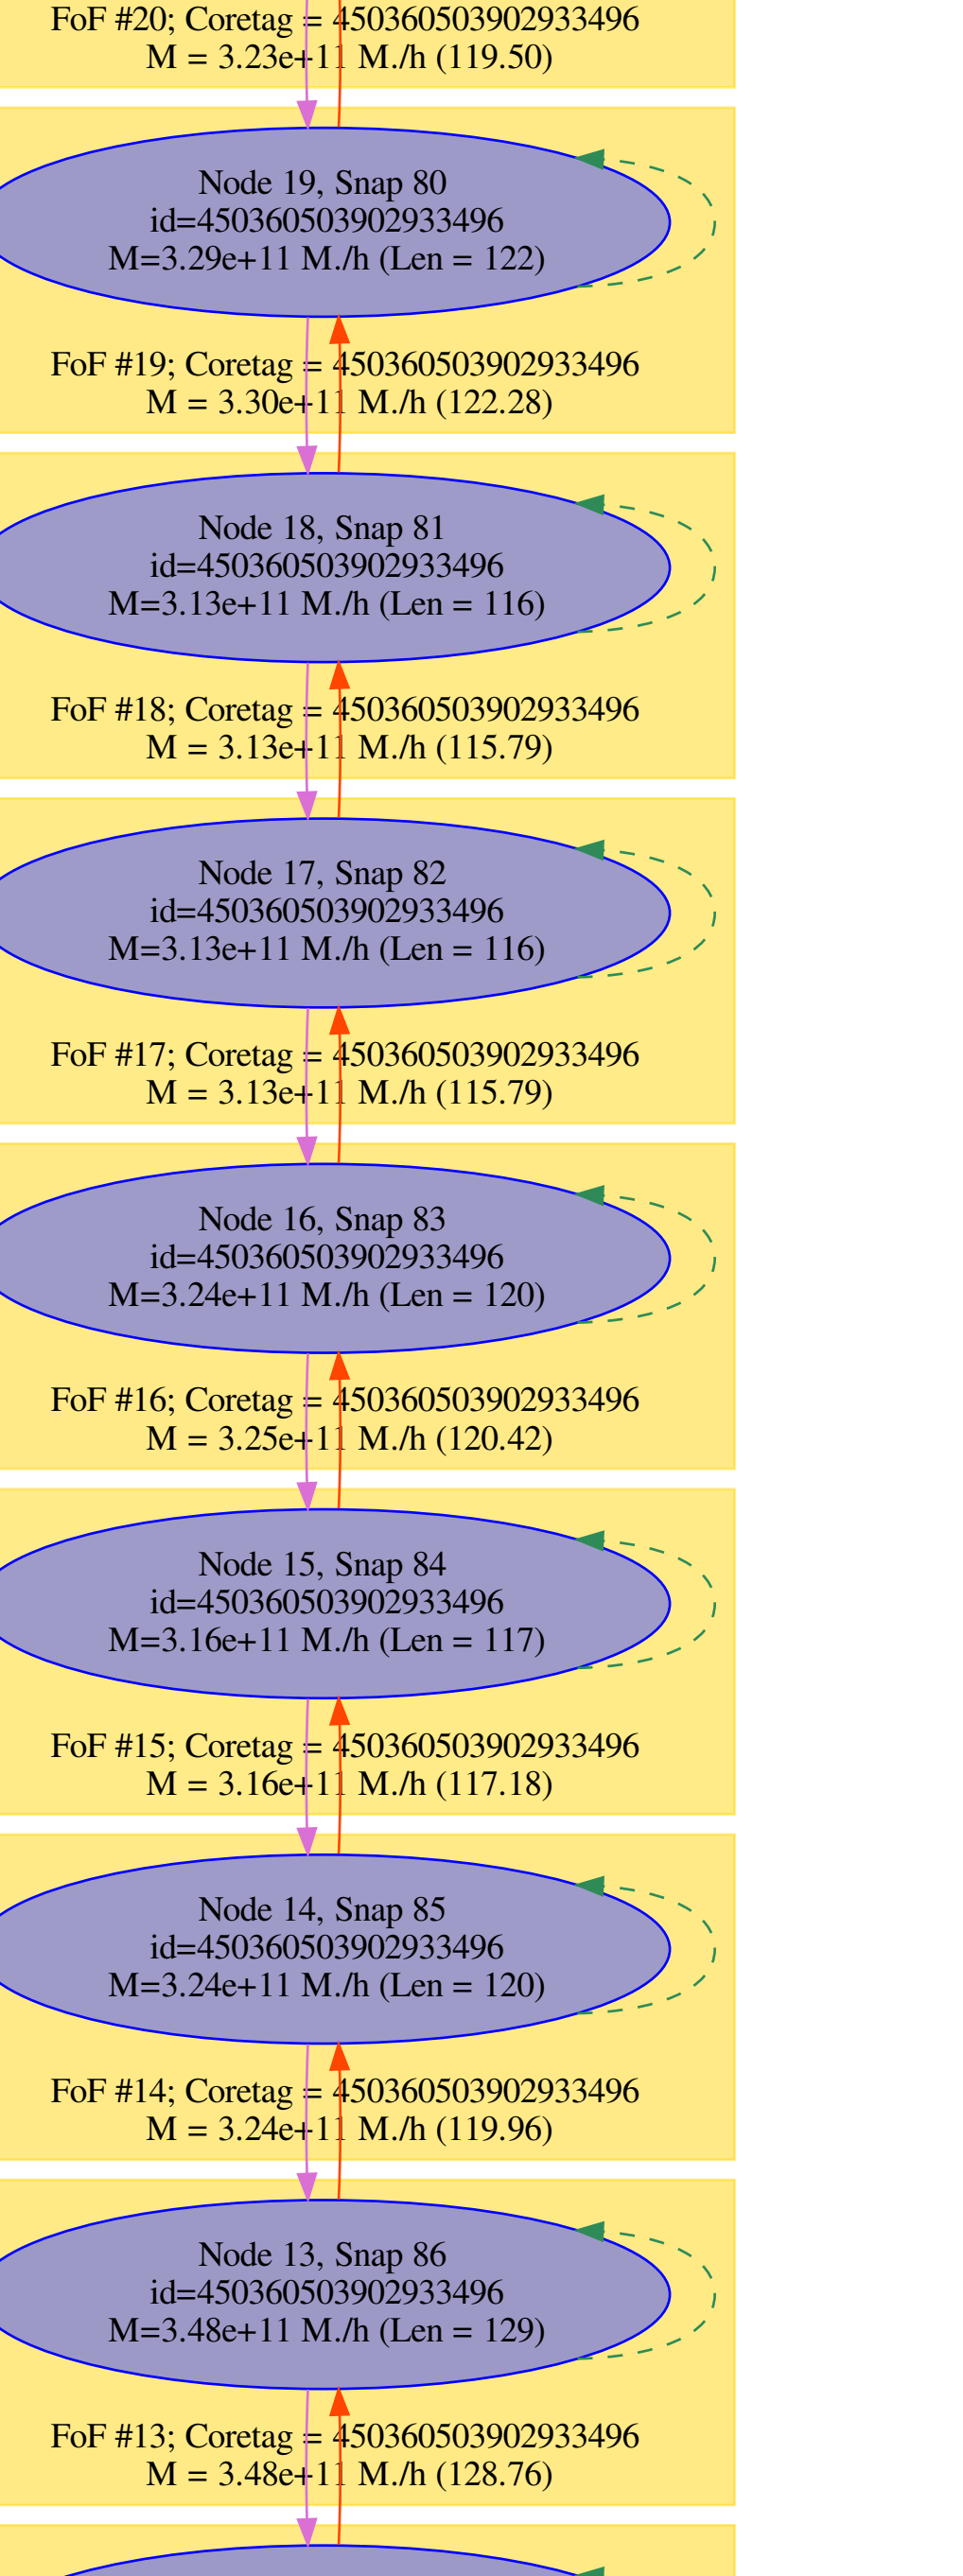 FoF #20; Coretag = 450360503902933496
M = 3.23e+11 M./h (119.50)
Node 19, Snap 80
id=450360503902933496
M=3.29e+11 M./h (Len = 122)
FoF #19; Coretag = 450360503902933496
M = 3.30e+11 M./h (122.28)
Node 18, Snap 81
id=450360503902933496
M=3.13e+11 M./h (Len = 116)
FoF #18; Coretag = 450360503902933496
M = 3.13e+11 M./h (115.79)
Node 17, Snap 82
id=450360503902933496
M=3.13e+11 M./h (Len = 116)
FoF #17; Coretag = 450360503902933496
M = 3.13e+11 M./h (115.79)
Node 16, Snap 83
id=450360503902933496
M=3.24e+11 M./h (Len = 120)
FoF #16; Coretag = 450360503902933496
M = 3.25e+11 M./h (120.42)
Node 15, Snap 84
id=450360503902933496
M=3.16e+11 M./h (Len = 117)
FoF #15; Coretag = 450360503902933496
M = 3.16e+11 M./h (117.18)
Node 14, Snap 85
id=450360503902933496
M=3.24e+11 M./h (Len = 120)
FoF #14; Coretag = 450360503902933496
M = 3.24e+11 M./h (119.96)
Node 13, Snap 86
id=450360503902933496
M=3.48e+11 M./h (Len = 129)
FoF #13; Coretag = 450360503902933496
M = 3.48e+11 M./h (128.76)